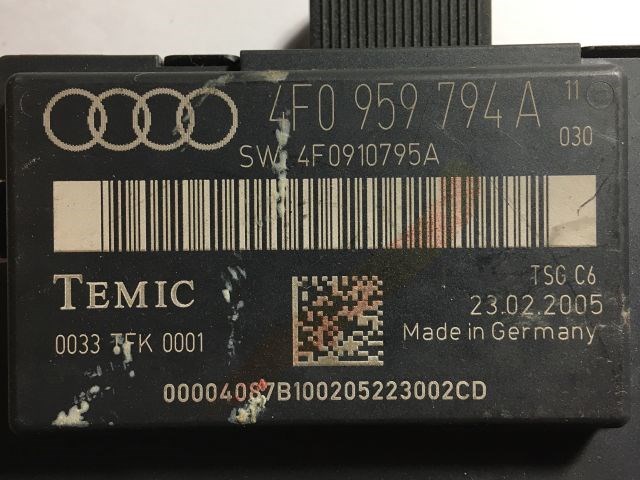 4F0 959 794 A 11
030
SW: 4F0910795A
TEMIC
TSG C6
23.02.2005
0033 TFK 0001
Made in Germany
00004087B100205223002CD